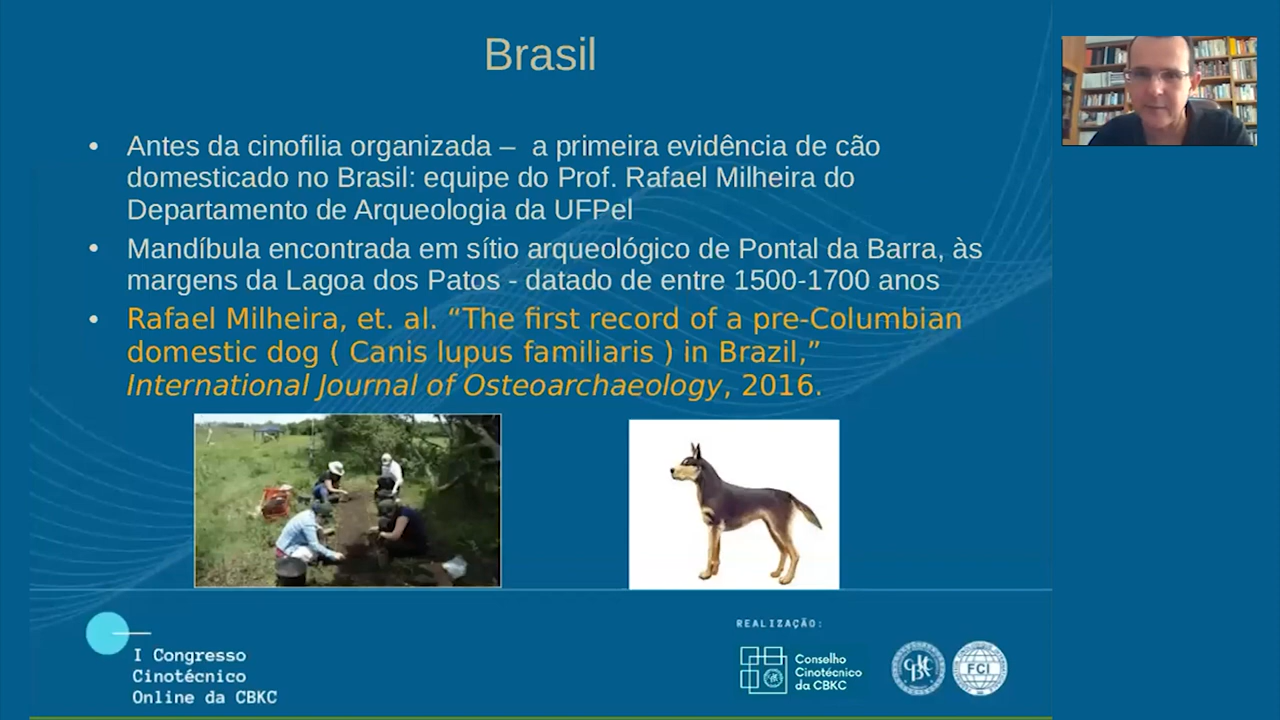 Brasil
• Antes da cinofilia organizada – a primeira evidência de cão
domesticado no Brasil: equipe do Prof. Rafael Milheira do
Departamento de Arqueologia da UFPel
• Mandíbula encontrada em sítio arqueológico de Pontal da Barra, às
margens da Lagoa dos Patos - datado de entre 1500-1700 anos
• Rafael Milheira, et. al. “The first record of a pre-Columbian
domestic dog ( Canis lupus familiaris ) in Brazil,”
International Journal of Osteoarchaeology, 2016.
I Congresso
Cinotécnico
Online da CBKC
REALIZAÇÃO:
Conselho
Cinotécnico
da CBKC
FCI